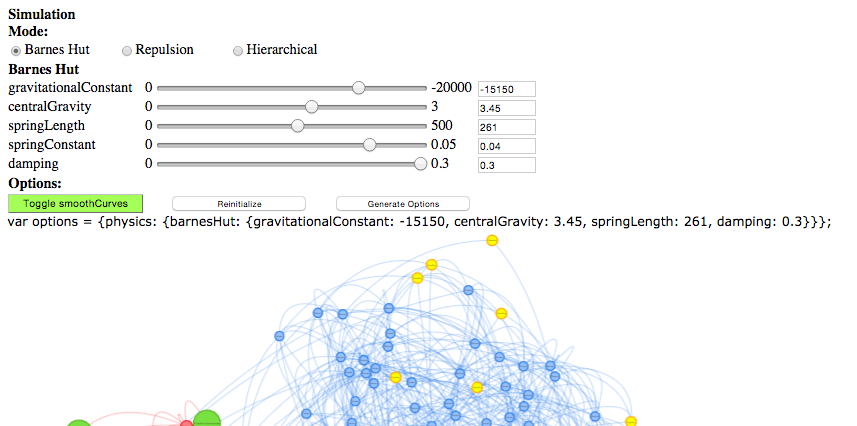 Simulation
Mode:
Barnes Hut Repulsion Hierarchical
Barnes Hut
gravitationalConstant 0 -20000 -15150
centralGravity 0 3 3.45
springLength 0 500 261
springConstant 0 0.05 0.04
damping 0 0.3 0.3
Options:
Toggle smoothCurves Reinitialize Generate Options
var options = {physics: {barnesHut: {gravitationalConstant: -15150, centralGravity: 3.45, springLength: 261, damping: 0.3}}};